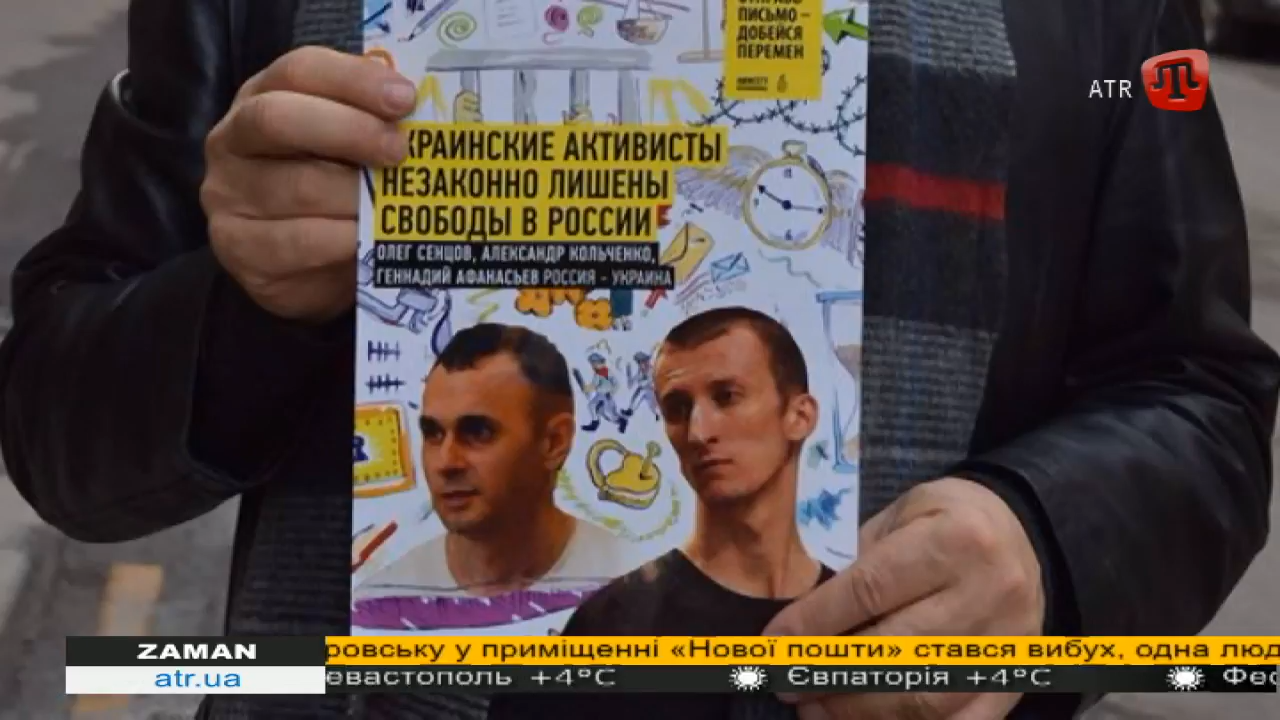 ПИСЬМО –
ДОБЕЙСЯ
ПЕРЕМЕН
ATR
КРАИНСКИЕ АКТИВИСТЫ
НЕЗАКОННО ЛИШЕНЫ
СВОБОДЫ В РОССИИ
ОЛЕГ СЕНЦОВ, АЛЕКСАНДР КОЛЬЧЕНКО,
ГЕННАДИЙ АФАНАСЬЕВ РОССИЯ – УКРАИНА
ZAMAN
ровську у приміщенні «Нової пошти» стався вибух, одна люд
atr.ua
евастополь +4°C Євпаторія +4°C Фео